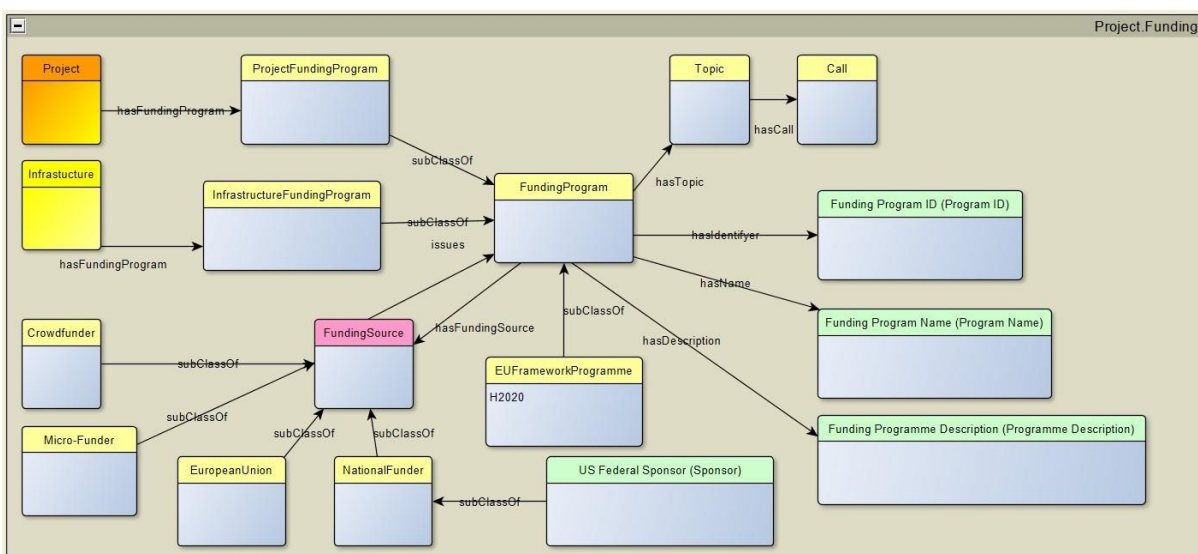 Project.Funding
Project
ProjectFundingProgram
Topic
Call
hasFundingProgram
hasCall
subClassOf
Infrastucture
InfrastructureFundingProgram
FundingProgram
hasTopic
Funding Program ID (Program ID)
subClassOf
hasIdentifyer
issues
hasFundingProgram
hasName
Crowdfunder
FundingSource
hasFundingSource
subClassOf
hasDescription
Funding Program Name (Program Name)
subClassOf
EUFrameworkProgramme
H2020
subClassOf
Micro-Funder
subClassOf
subClassOf
Funding Programme Description (Programme Description)
EuropeanUnion
NationalFunder
US Federal Sponsor (Sponsor)
subClassOf